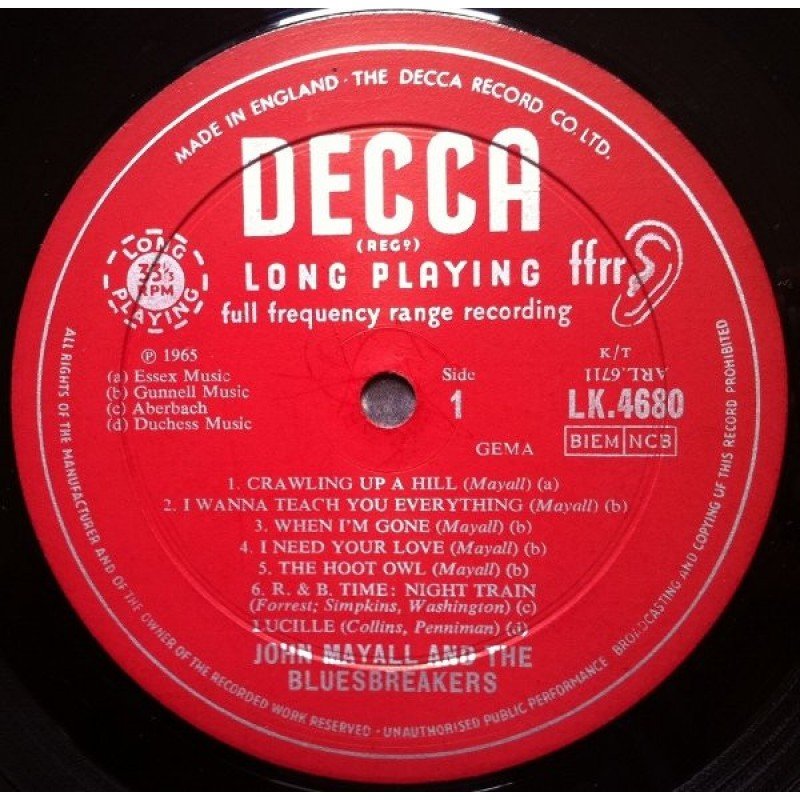 MADE IN ENGLAND · THE DECCA RECORD CO. LTD.
DECCA
(REGº)
LONG PLAYING
full frequency range recording
ffrr
LONG
33⅓
RPM
PLAYING
℗ 1965
(a) Essex Music
(b) Gunnell Music
(c) Aberbach
(d) Duchess Music
Side
1
K/T
ARL.6711
LK.4680
GEMA
BIEM NCB
1. CRAWLING UP A HILL (Mayall) (a)
2. I WANNA TEACH YOU EVERYTHING (Mayall) (b)
3. WHEN I'M GONE (Mayall) (b)
4. I NEED YOUR LOVE (Mayall) (b)
5. THE HOOT OWL (Mayall) (b)
6. R. & B. TIME: NIGHT TRAIN
(Forrest; Simpkins, Washington) (c)
LUCILLE (Collins, Penniman) (d)
JOHN MAYALL AND THE
BLUESBREAKERS
ALL RIGHTS OF THE MANUFACTURER AND OF THE OWNER OF THE RECORDED WORK RESERVED · UNAUTHORISED PUBLIC PERFORMANCE, BROADCASTING AND COPYING OF THIS RECORD PROHIBITED